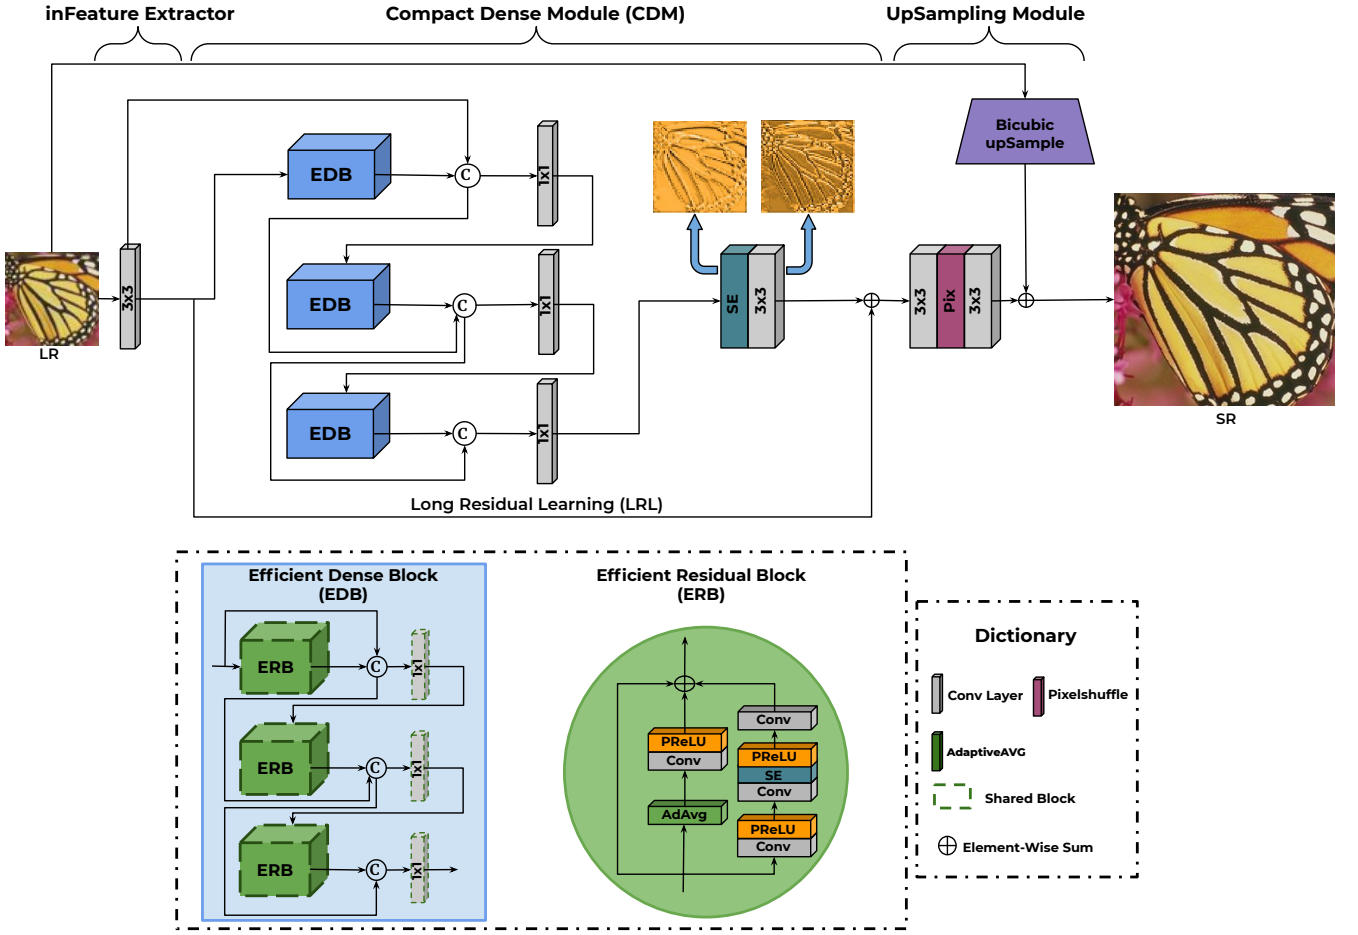 inFeature Extractor
Compact Dense Module (CDM)
UpSampling Module
Bicubic
upSample
EDB
C
1x1
LR
3x3
EDB
C
1x1
SE
3x3
3x3
Pix
3x3
SR
EDB
C
1x1
Long Residual Learning (LRL)
Efficient Dense Block
(EDB)
ERB
C
1x1
ERB
C
1x1
ERB
C
1x1
Efficient Residual Block
(ERB)
Conv
PReLU
Conv
PReLU
SE
Conv
AdAvg
PReLU
Conv
Dictionary
Conv Layer
Pixelshuffle
AdaptiveAVG
Shared Block
Element-Wise Sum